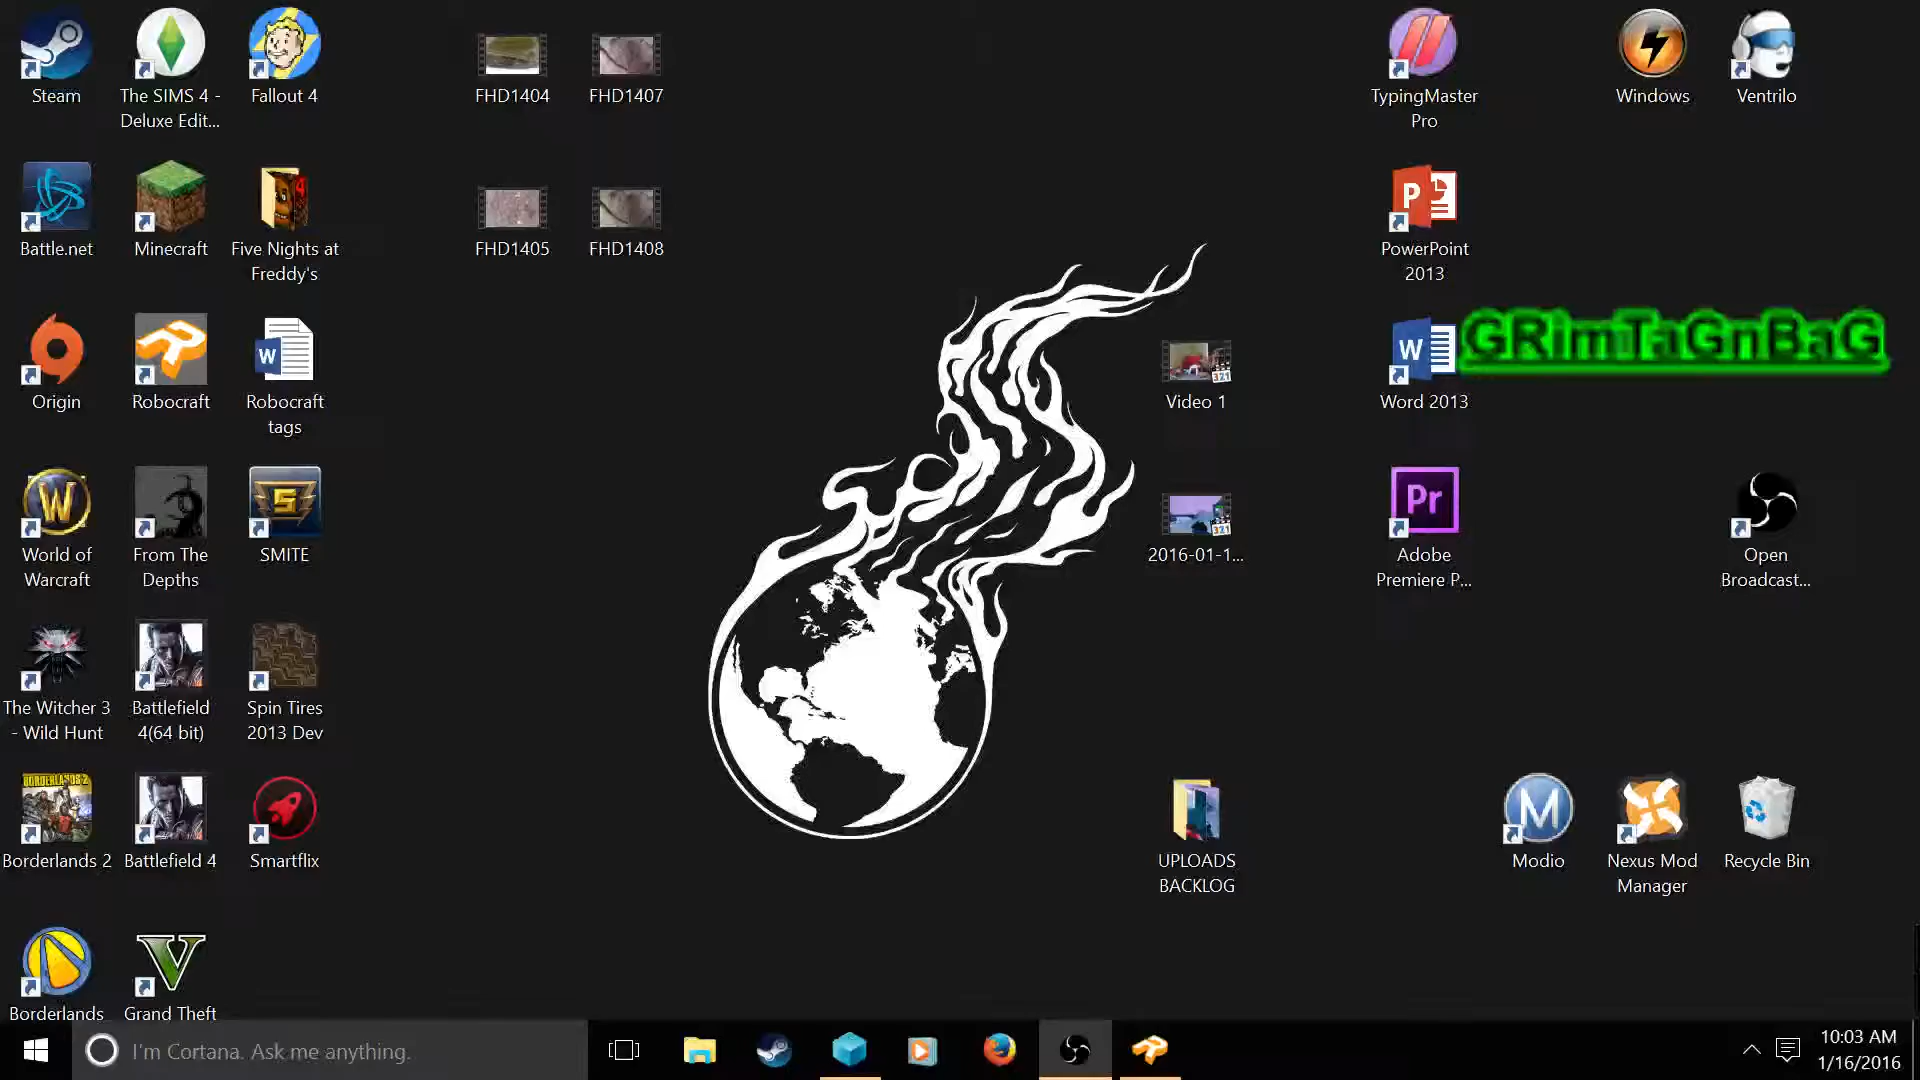 Steam
The SIMS 4 -
Deluxe Edit...
Fallout 4
FHD1404
FHD1407
TypingMaster
Pro
Windows
Ventrilo
Battle.net
Minecraft
Five Nights at
Freddy's
FHD1405
FHD1408
PowerPoint
2013
Origin
Robocraft
Robocraft
tags
Video 1
Word 2013
GRimTaGnBaG
World of
Warcraft
From The
Depths
SMITE
2016-01-1...
Adobe
Premiere P...
Open
Broadcast...
The Witcher 3
- Wild Hunt
Battlefield
4(64 bit)
Spin Tires
2013 Dev
Borderlands 2
Battlefield 4
Smartflix
UPLOADS
BACKLOG
Modio
Nexus Mod
Manager
Recycle Bin
Borderlands
Grand Theft
I'm Cortana. Ask me anything.
10:03 AM
1/16/2016